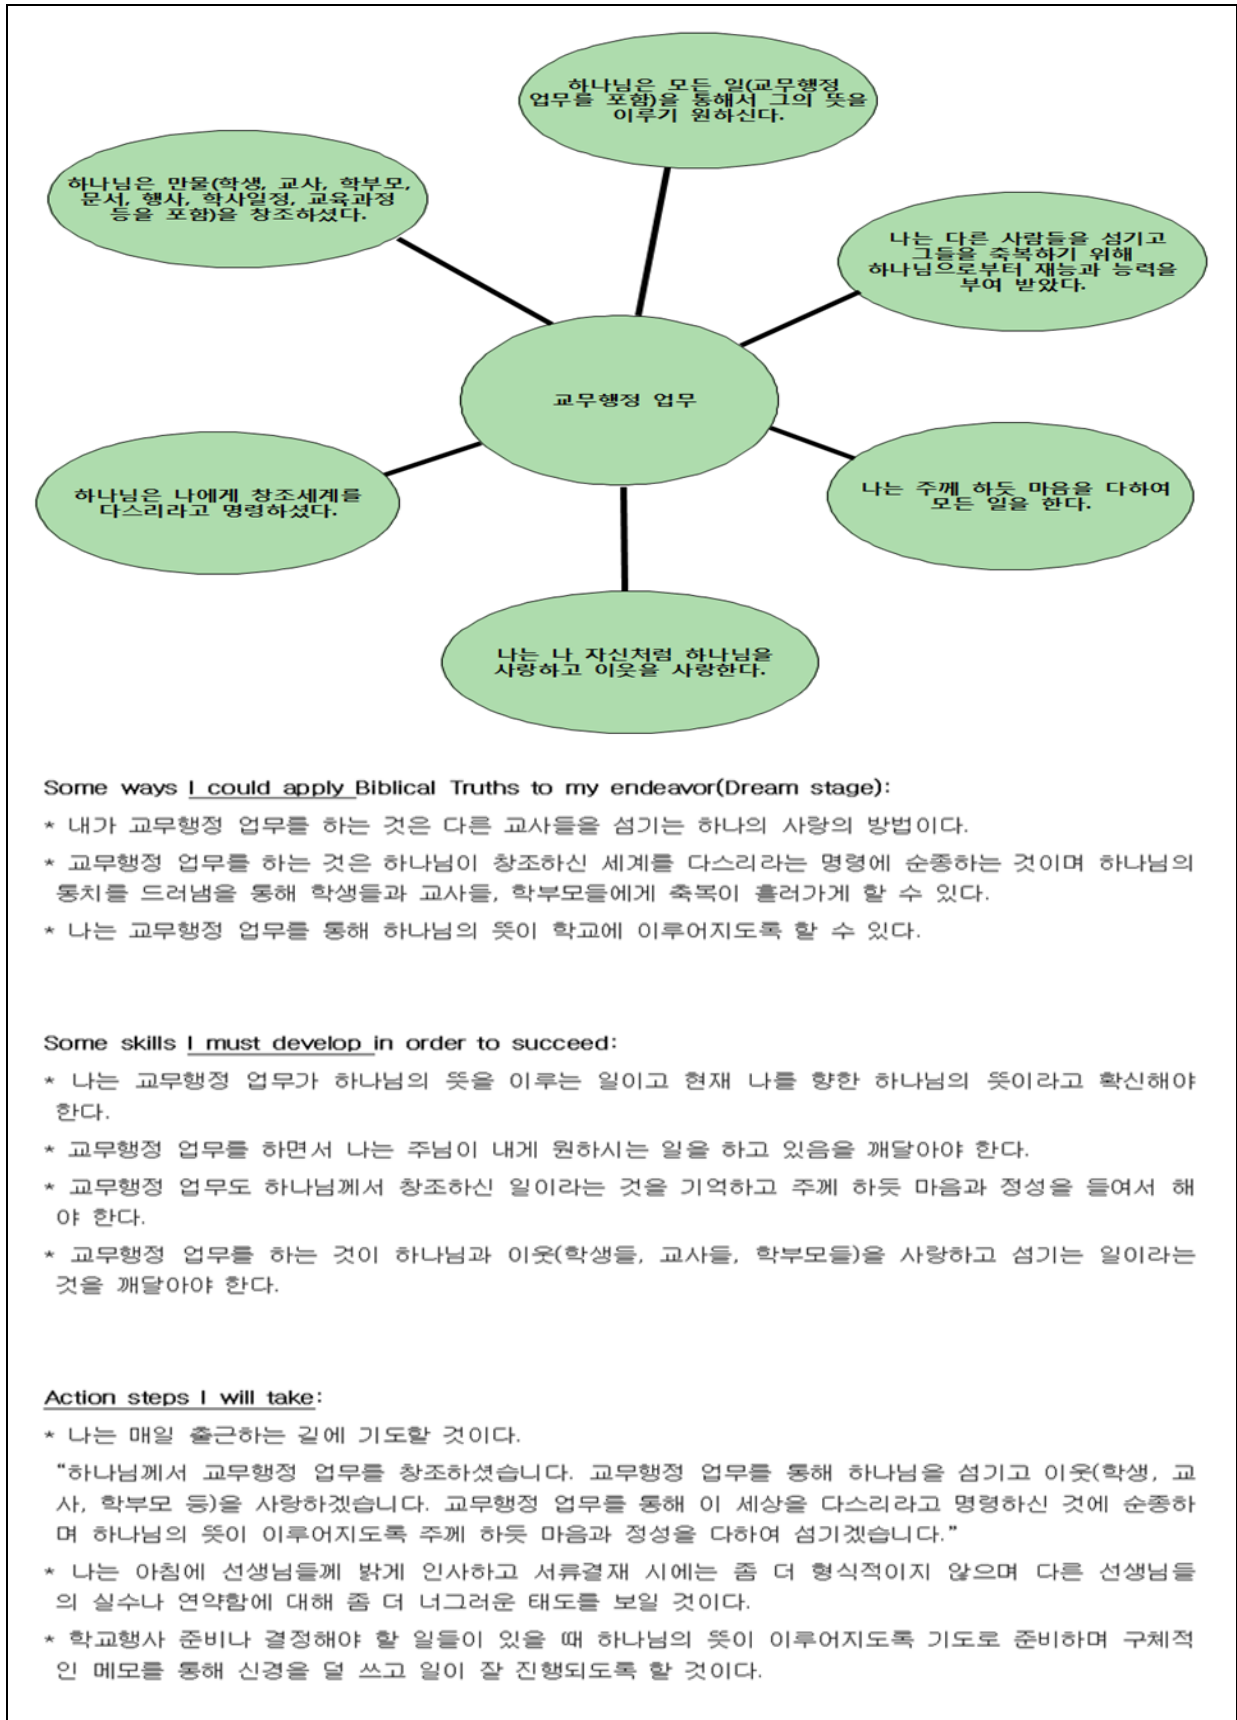 하나님은 모든 일(교무행정
업무를 포함)을 통해서 그의 뜻을
이루기 원하신다.
하나님은 만물(학생, 교사, 학부모,
문서, 행사, 학사일정, 교육과정
등을 포함)을 창조하셨다.
나는 다른 사람들을 섬기고
그들을 축복하기 위해
하나님으로부터 재능과 능력을
부여 받았다.
교무행정 업무
하나님은 나에게 창조세계를
다스리라고 명령하셨다.
나는 주께 하듯 마음을 다하여
모든 일을 한다.
나는 나 자신처럼 하나님을
사랑하고 이웃을 사랑한다.
Some ways I could apply Biblical Truths to my endeavor(Dream stage):
* 내가 교무행정 업무를 하는 것은 다른 교사들을 섬기는 하나의 사랑의 방법이다.
* 교무행정 업무를 하는 것은 하나님이 창조하신 세계를 다스리라는 명령에 순종하는 것이며 하나님의
통치를 드러냄을 통해 학생들과 교사들, 학부모들에게 축복이 흘러가게 할 수 있다.
* 나는 교무행정 업무를 통해 하나님의 뜻이 학교에 이루어지도록 할 수 있다.
Some skills I must develop in order to succeed:
* 나는 교무행정 업무가 하나님의 뜻을 이루는 일이고 현재 나를 향한 하나님의 뜻이라고 확신해야
한다.
* 교무행정 업무를 하면서 나는 주님이 내게 원하시는 일을 하고 있음을 깨달아야 한다.
* 교무행정 업무도 하나님께서 창조하신 일이라는 것을 기억하고 주께 하듯 마음과 정성을 들여서 해
야 한다.
* 교무행정 업무를 하는 것이 하나님과 이웃(학생들, 교사들, 학부모들)을 사랑하고 섬기는 일이라는
것을 깨달아야 한다.
Action steps I will take:
* 나는 매일 출근하는 길에 기도할 것이다.
“하나님께서 교무행정 업무를 창조하셨습니다. 교무행정 업무를 통해 하나님을 섬기고 이웃(학생, 교
사, 학부모 등)을 사랑하겠습니다. 교무행정 업무를 통해 이 세상을 다스리라고 명령하신 것에 순종하
며 하나님의 뜻이 이루어지도록 주께 하듯 마음과 정성을 다하여 섬기겠습니다.”
* 나는 아침에 선생님들께 밝게 인사하고 서류결재 시에는 좀 더 형식적이지 않으며 다른 선생님들
의 실수나 연약함에 대해 좀 더 너그러운 태도를 보일 것이다.
* 학교행사 준비나 결정해야 할 일들이 있을 때 하나님의 뜻이 이루어지도록 기도로 준비하며 구체적
인 메모를 통해 신경을 덜 쓰고 일이 잘 진행되도록 할 것이다.